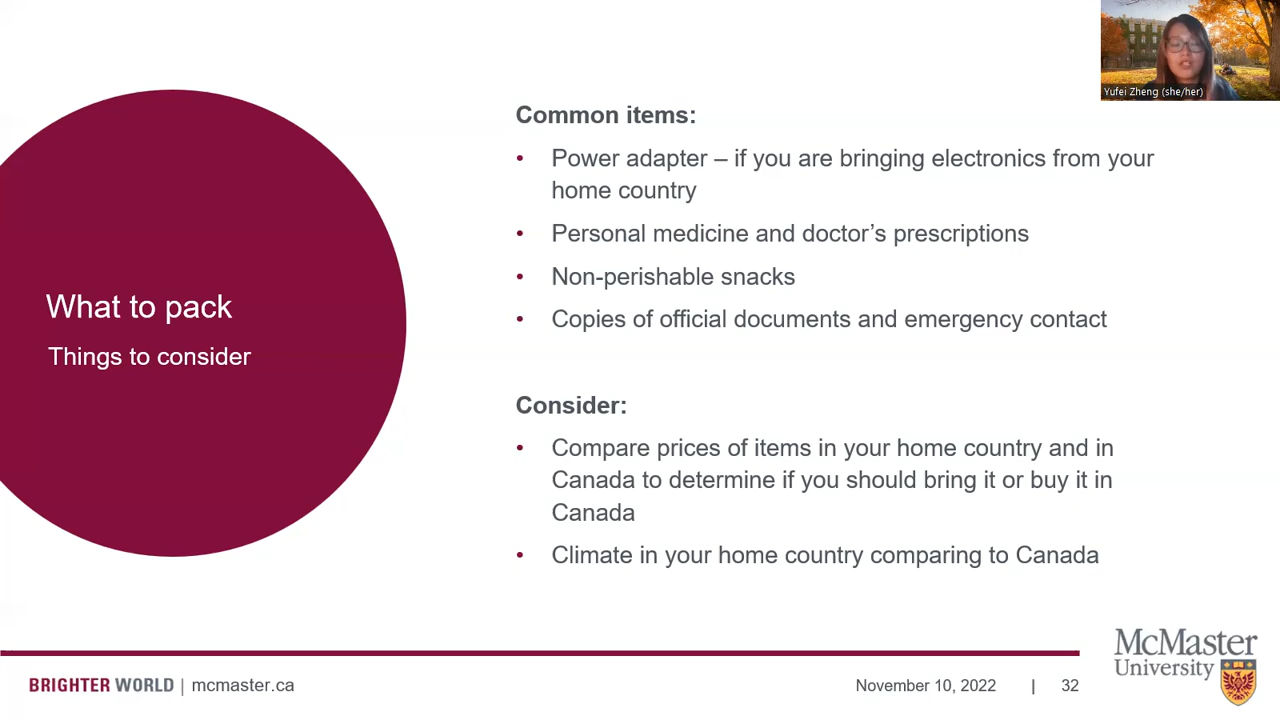 Yufei Zheng (she/her)
What to pack
Things to consider
Common items:
• Power adapter – if you are bringing electronics from your
home country
• Personal medicine and doctor’s prescriptions
• Non-perishable snacks
• Copies of official documents and emergency contact
Consider:
• Compare prices of items in your home country and in
Canada to determine if you should bring it or buy it in
Canada
• Climate in your home country comparing to Canada
BRIGHTER WORLD | mcmaster.ca
November 10, 2022 | 32
McMaster
University